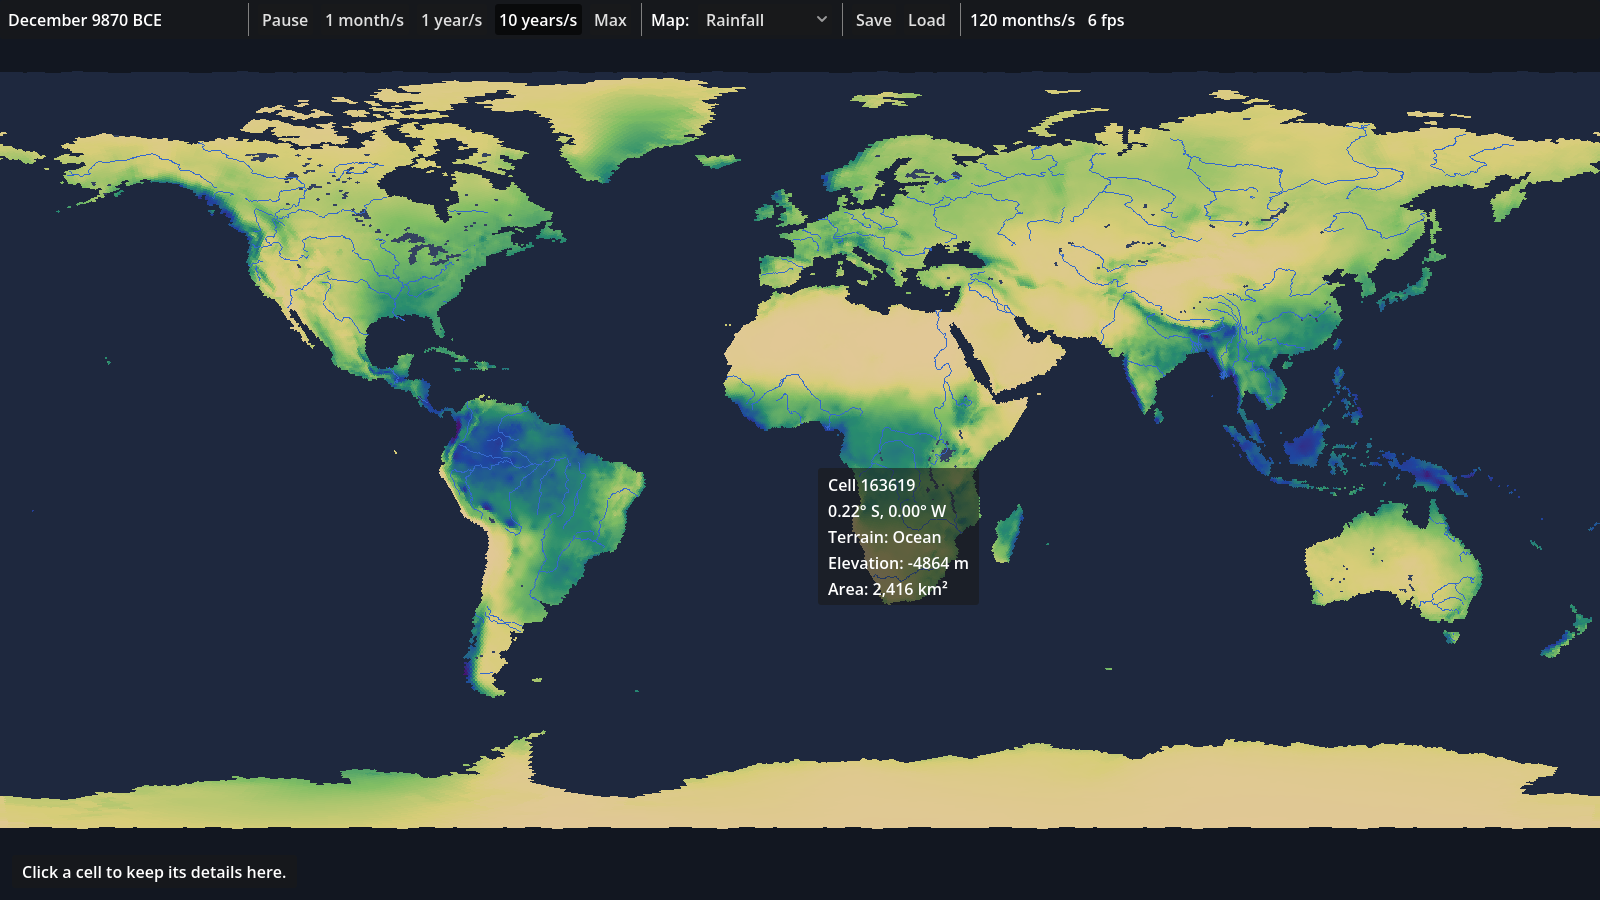 December 9870 BCE Pause 1 month/s 1 year/s 10 years/s Max Map: Rainfall Save Load 120 months/s 6 fps
Cell 163619
0.22° S, 0.00° W
Terrain: Ocean
Elevation: -4864 m
Area: 2,416 km²
Click a cell to keep its details here.